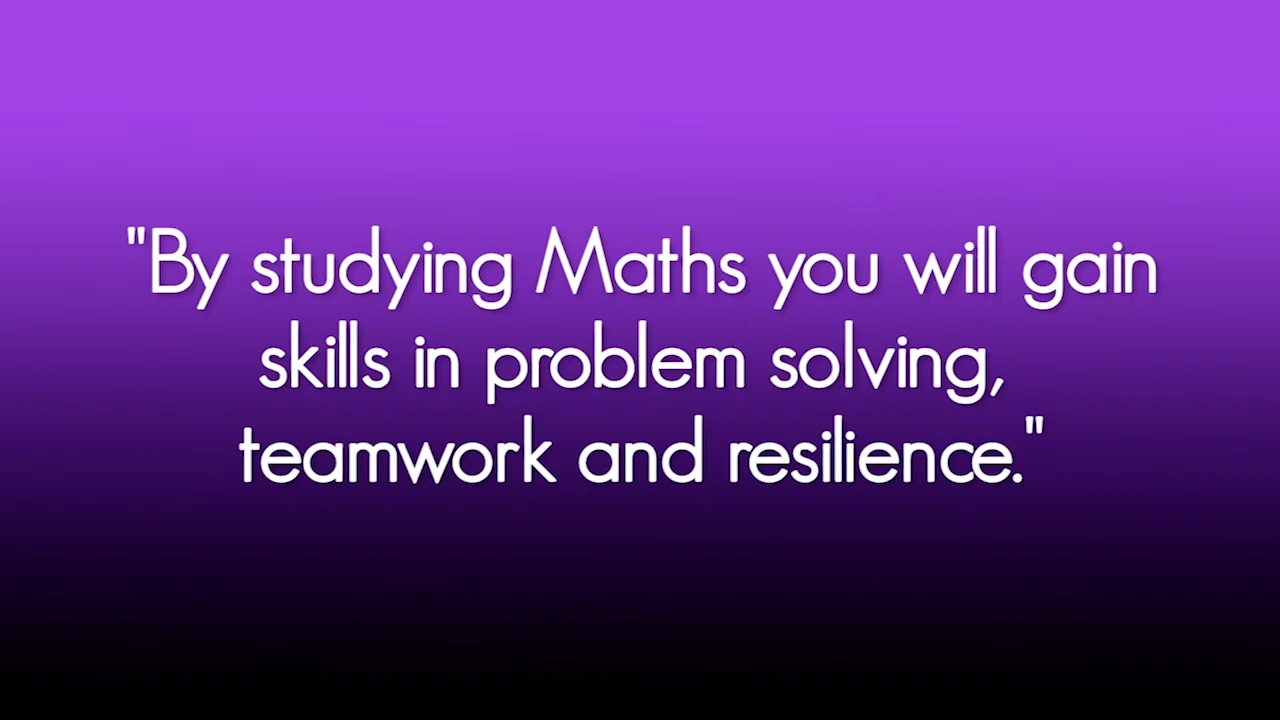 "By studying Maths you will gain
skills in problem solving,
teamwork and resilience."